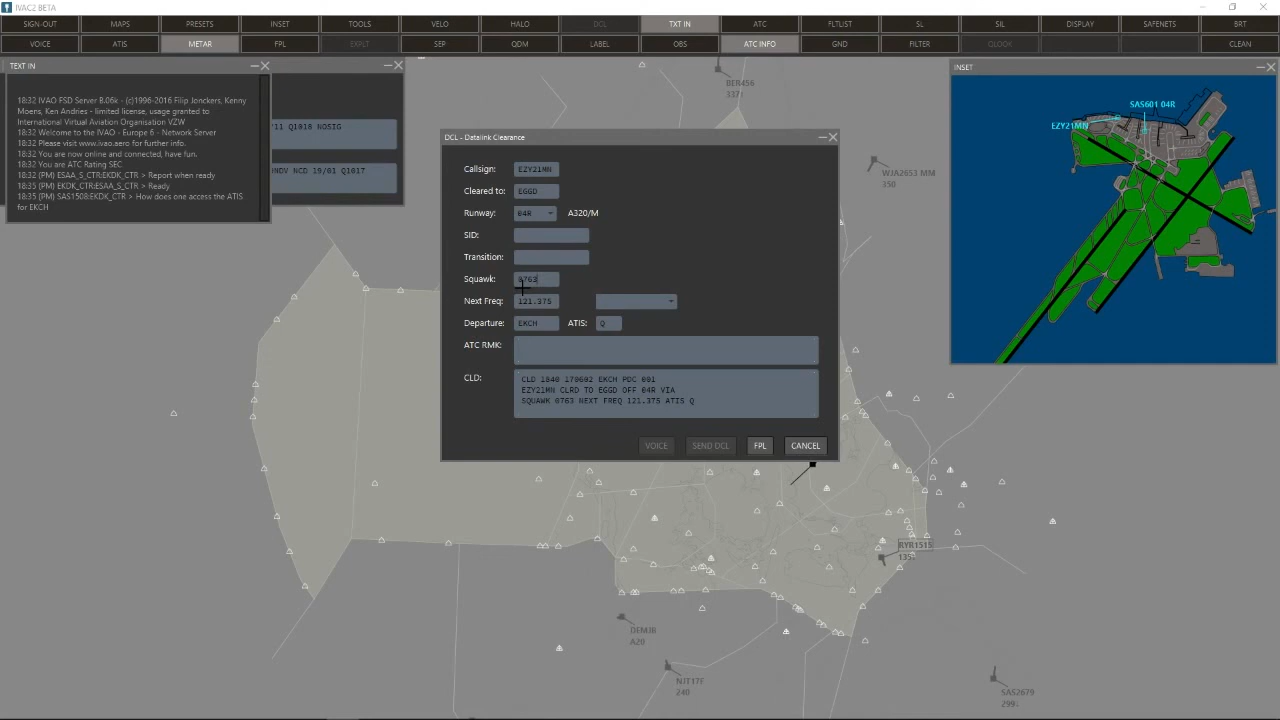 IVAC2 BETA
SIGN-OUT MAPS PRESETS INSET TOOLS VELO HALO DCL TXT IN ATC FLTLIST SL SIL DISPLAY SAFENETS BRT
VOICE ATIS METAR FPL EXPLT SEP QDM LABEL OBS ATC INFO GND FILTER QLOOK CLEAN
TEXT IN
18:32 IVAO FSD Server B.06k - (c)1996-2016 Filip Jonckers, Kenny
Moens, Ken Andries - limited license, usage granted to
International Virtual Aviation Organisation VZW
18:32 Welcome to the IVAO - Europe 6 - Network Server
18:32 Please visit www.ivao.aero for further info.
18:32 You are now online and connected, have fun.
18:32 You are ATC Rating SEC
18:32 (PM) ESAA_S_CTR:EKDK_CTR > Report when ready
18:35 (PM) EKDK_CTR:ESAA_S_CTR > Ready
18:35 (PM) SAS1508:EKDK_CTR > How does one access the ATIS
for EKCH
/11 Q1018 NOSIG
NDV NCD 19/01 Q1017
BER456
337↑
WJA2653 MM
350
INSET
SAS601 04R
EZY21MN
DCL - Datalink Clearance
Callsign: EZY21MN
Cleared to: EGGD
Runway: 04R A320/M
SID:
Transition:
Squawk: 0763
Next Freq: 121.375
Departure: EKCH ATIS: Q
ATC RMK:
CLD: CLD 1840 170602 EKCH PDC 001
EZY21MN CLRD TO EGGD OFF 04R VIA
SQUAWK 0763 NEXT FREQ 121.375 ATIS Q
VOICE SEND DCL FPL CANCEL
RYR1515
DEMJB
A20
NJT17F
240
SAS2679